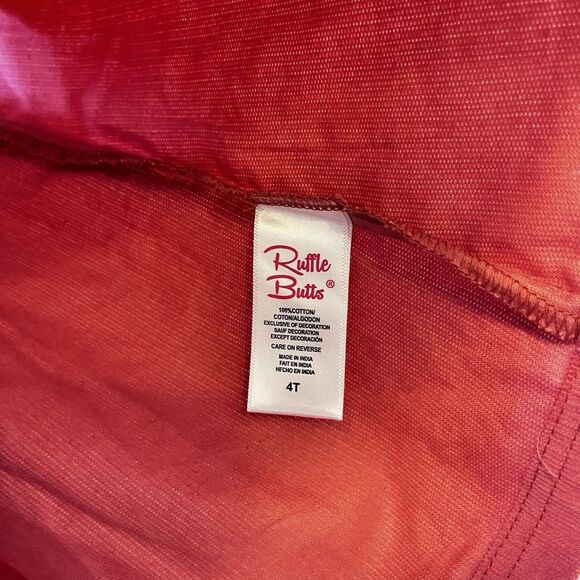 Ruffle
Butts®
100%COTTON/
COTON/ALGODON
EXCLUSIVE OF DECORATION
SAUF DECORATION
EXCEPT DECORACIÓN
CARE ON REVERSE
MADE IN INDIA
FAIT EN INDIA
HECHO EN INDIA
4T